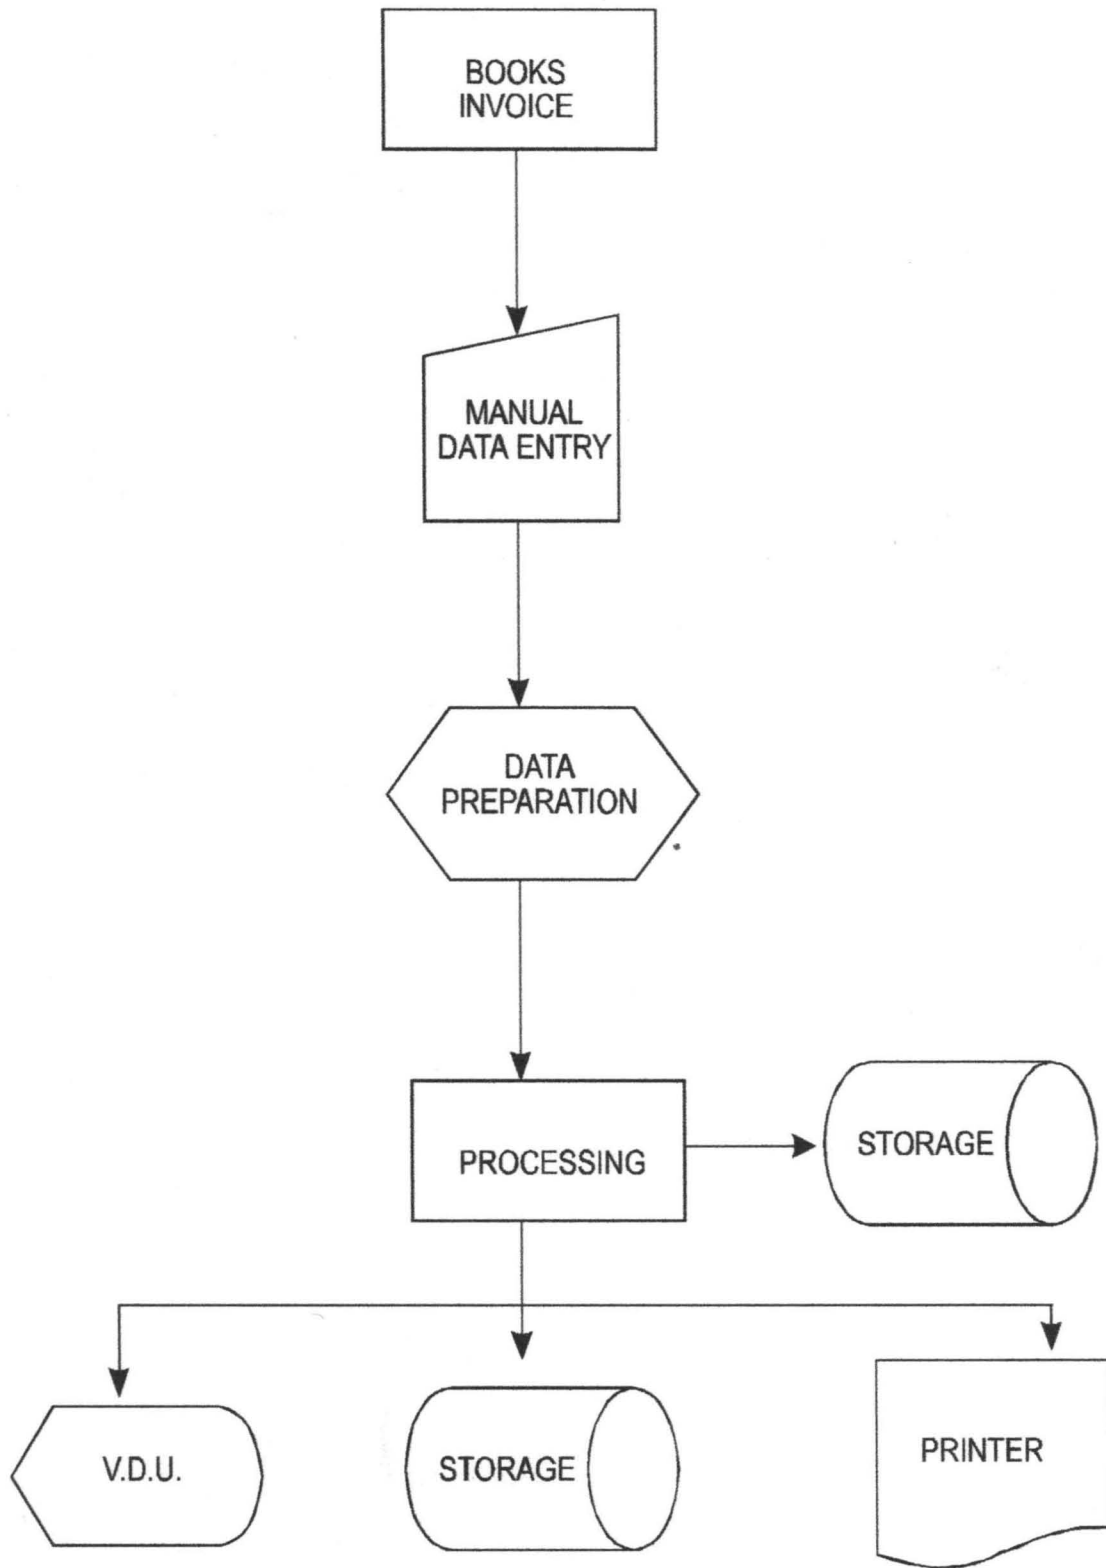 BOOKS
INVOICE
MANUAL
DATA ENTRY
DATA
PREPARATION
PROCESSING
STORAGE
V.D.U.
STORAGE
PRINTER